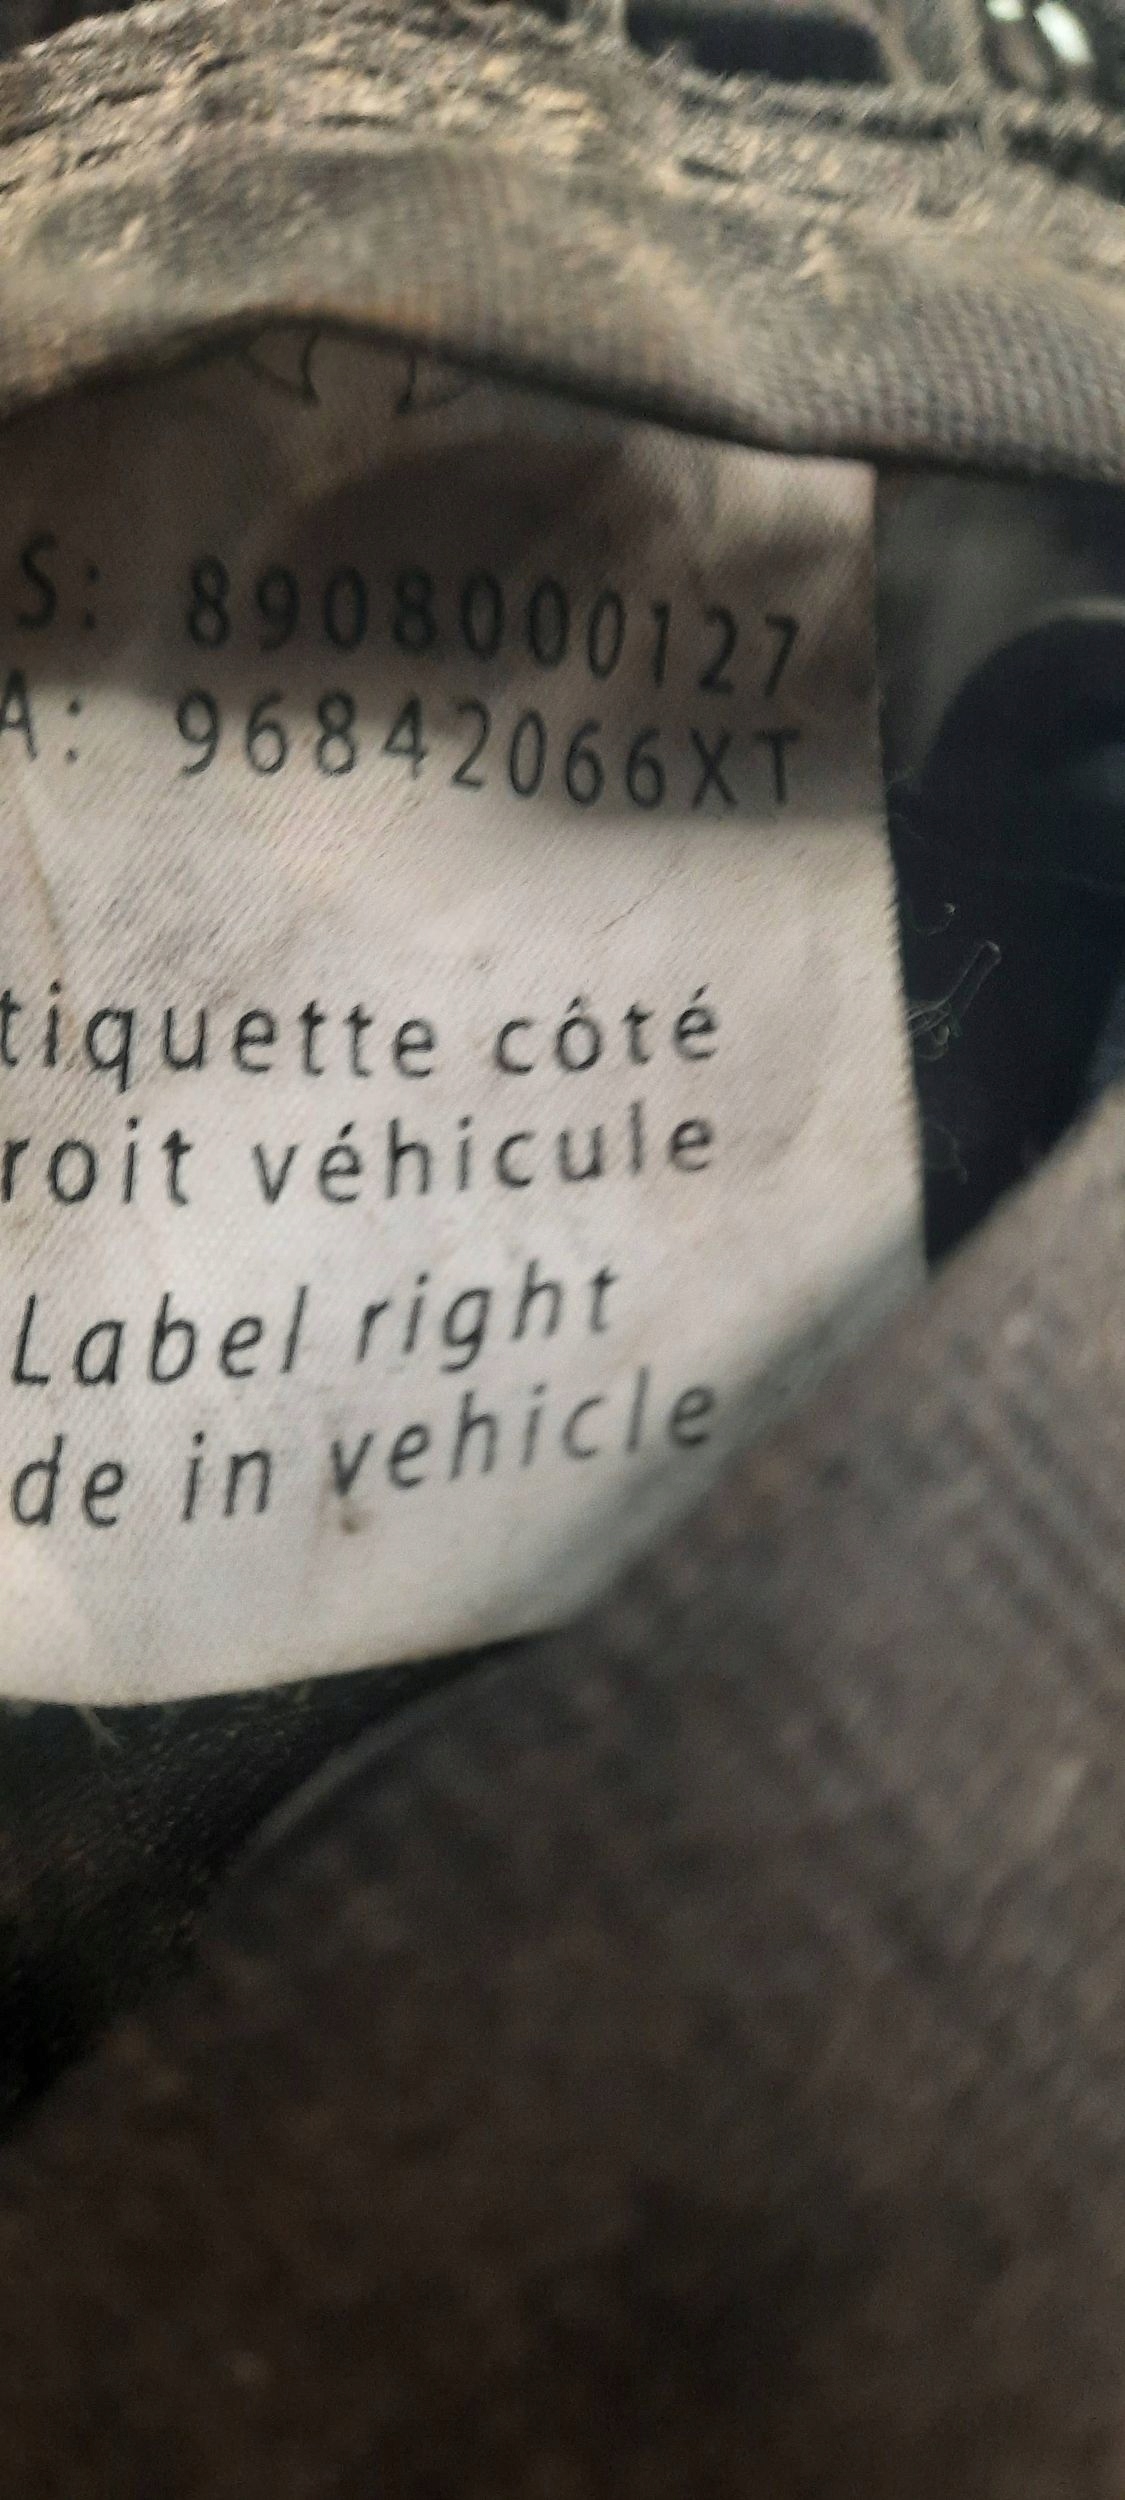 S: 8908000127
A: 96842066XT
tiquette côté
roit véhicule
Label right
de in vehicle